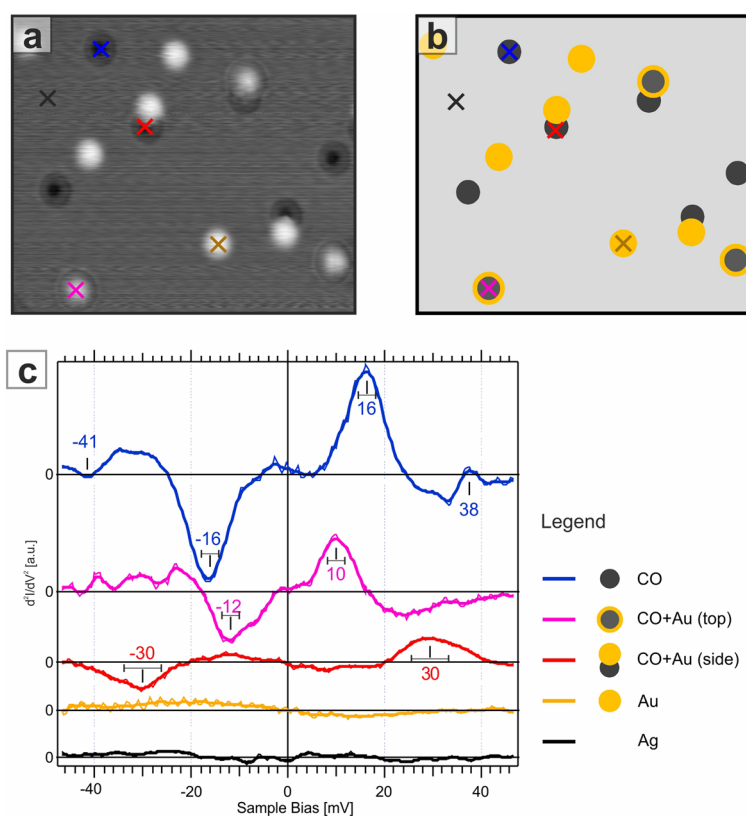 a
b
c
-41
16
0
-16
38
d²I/dV² [a.u.]
0
-12
10
-30
0
30
0
0
-40
-20
0
20
40
Sample Bias [mV]
Legend
CO
CO+Au (top)
CO+Au (side)
Au
Ag